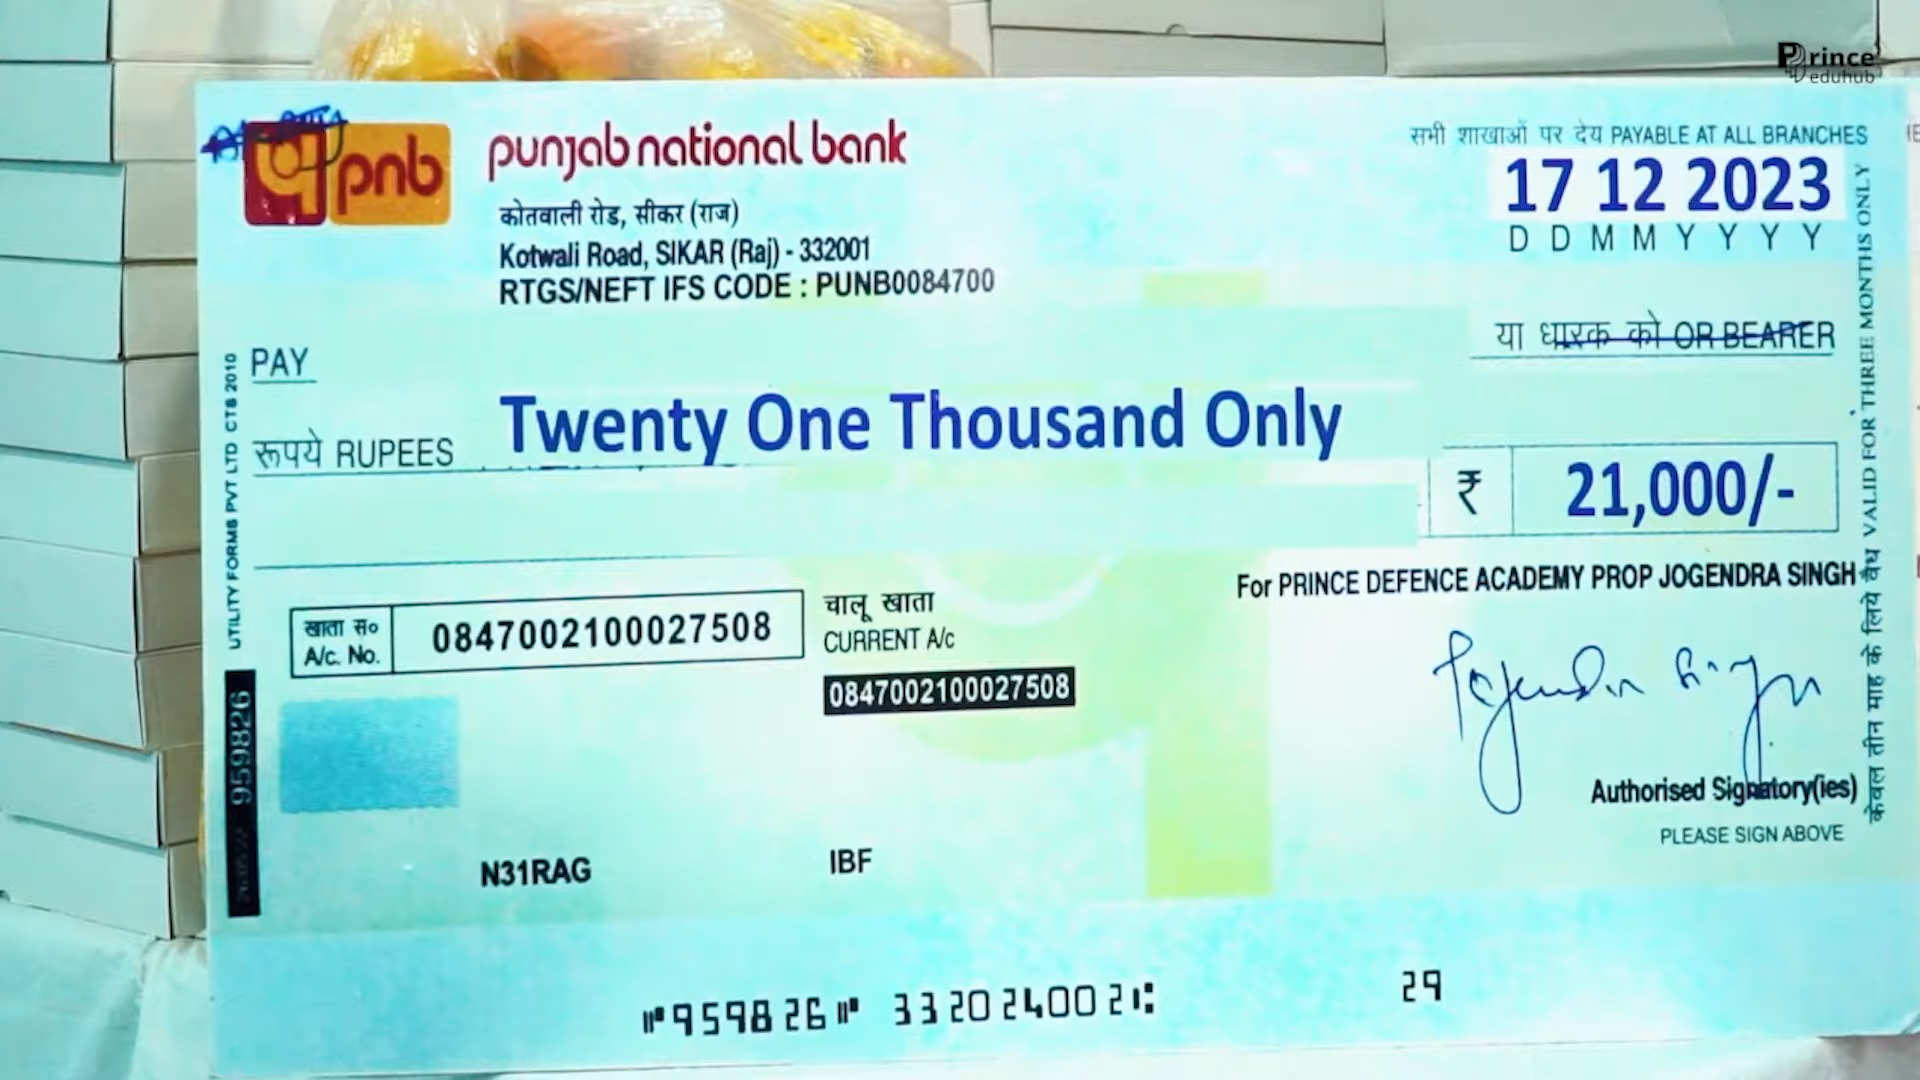 Prince
eduhub
पी pnb
punjab national bank
कोतवाली रोड, सीकर (राज)
Kotwali Road, SIKAR (Raj) - 332001
RTGS/NEFT IFS CODE : PUNB0084700
सभी शाखाओं पर देय PAYABLE AT ALL BRANCHES
17 12 2023
D D M M Y Y Y Y
या धारक को OR BEARER
PAY
रूपये RUPEES Twenty One Thousand Only
₹ 21,000/-
For PRINCE DEFENCE ACADEMY PROP JOGENDRA SINGH
खाता स० A/c. No. 0847002100027508
चालू खाता
CURRENT A/c
0847002100027508
Authorised Signatory(ies)
PLEASE SIGN ABOVE
N31RAG IBF
959826 332024002 29
UTILITY FORMS PVT LTD CTS 2010
959826
केवल तीन माह के लिये वैध VALID FOR THREE MONTHS ONLY